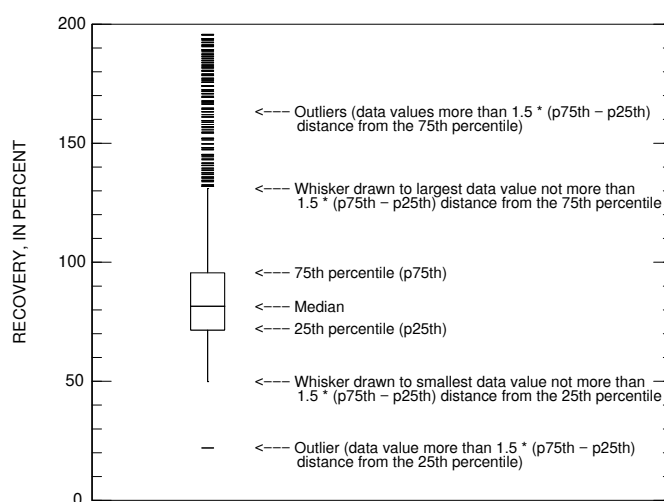 200
150
100
50
0
RECOVERY, IN PERCENT
<−−− Outliers (data values more than 1.5 * (p75th − p25th)
distance from the 75th percentile)
<−−− Whisker drawn to largest data value not more than
1.5 * (p75th − p25th) distance from the 75th percentile
<−−− 75th percentile (p75th)
<−−− Median
<−−− 25th percentile (p25th)
<−−− Whisker drawn to smallest data value not more than
1.5 * (p75th − p25th) distance from the 25th percentile
<−−− Outlier (data value more than 1.5 * (p75th − p25th)
distance from the 25th percentile)